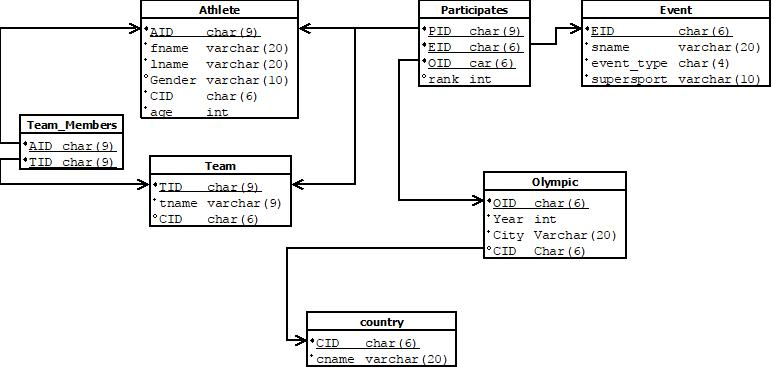 Athlete
AID char(9)
fname varchar(20)
lname varchar(20)
Gender varchar(10)
CID char(6)
age int
Participates
PID char(9)
EID char(6)
OID car(6)
rank int
Event
EID char(6)
sname varchar(20)
event_type char(4)
supersport varchar(10)
Team_Members
AID char(9)
TID char(9)
Team
TID char(9)
tname varchar(9)
CID char(6)
Olympic
OID char(6)
Year int
City Varchar(20)
CID Char(6)
country
CID char(6)
cname varchar(20)